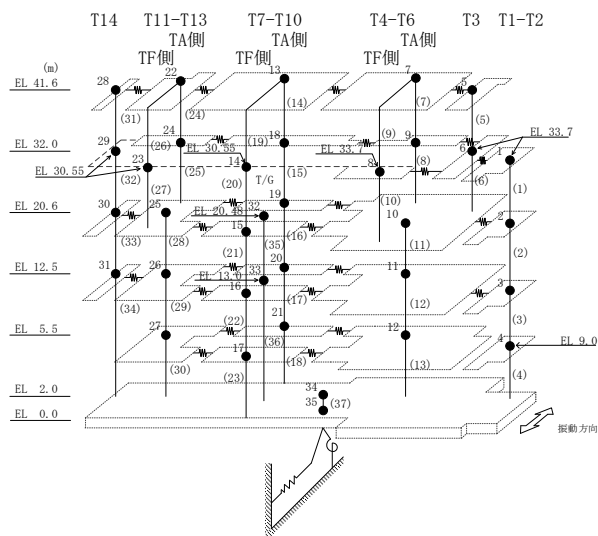 T14 T11-T13 T7-T10 T4-T6 T3 T1-T2
TA側 TA側 TA側
TF側 TF側 TF側
(m)
28 22 13 7 5
EL 41.6
(31) (24) (14) (7) (5)
29 24 18 9 6 1 EL 33.7
EL 32.0
(26) (19) EL 30.55 EL 33.7 (9)
23 14 8 (8) (6)
EL 30.55 (32) (25) (20) T/G (15)
(27) (10) (1)
30 25 EL 20.48 32 19 10 2
EL 20.6
15
(33) (28) (35) (16) (11) (2)
(21)
31 26 EL 13.0 33 20 11 3
EL 12.5
16
(34) (29) (17) (12) (3)
27 (22) (36) 21 12 4
EL 5.5 EL 9.0
17
(30) (23) (18) (13) (4)
EL 2.0
34
35 (37)
EL 0.0
振動方向